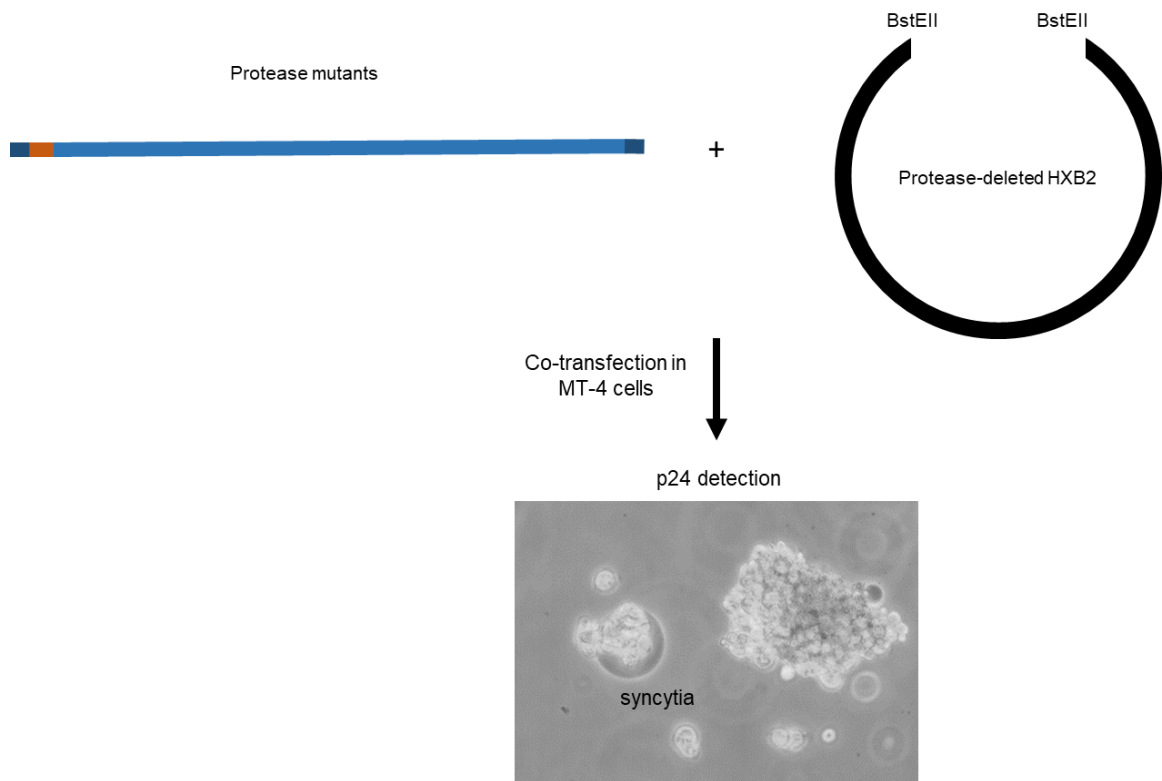 BstEII
BstEII
Protease mutants
+
Protease-deleted HXB2
Co-transfection in
MT-4 cells
p24 detection
syncytia